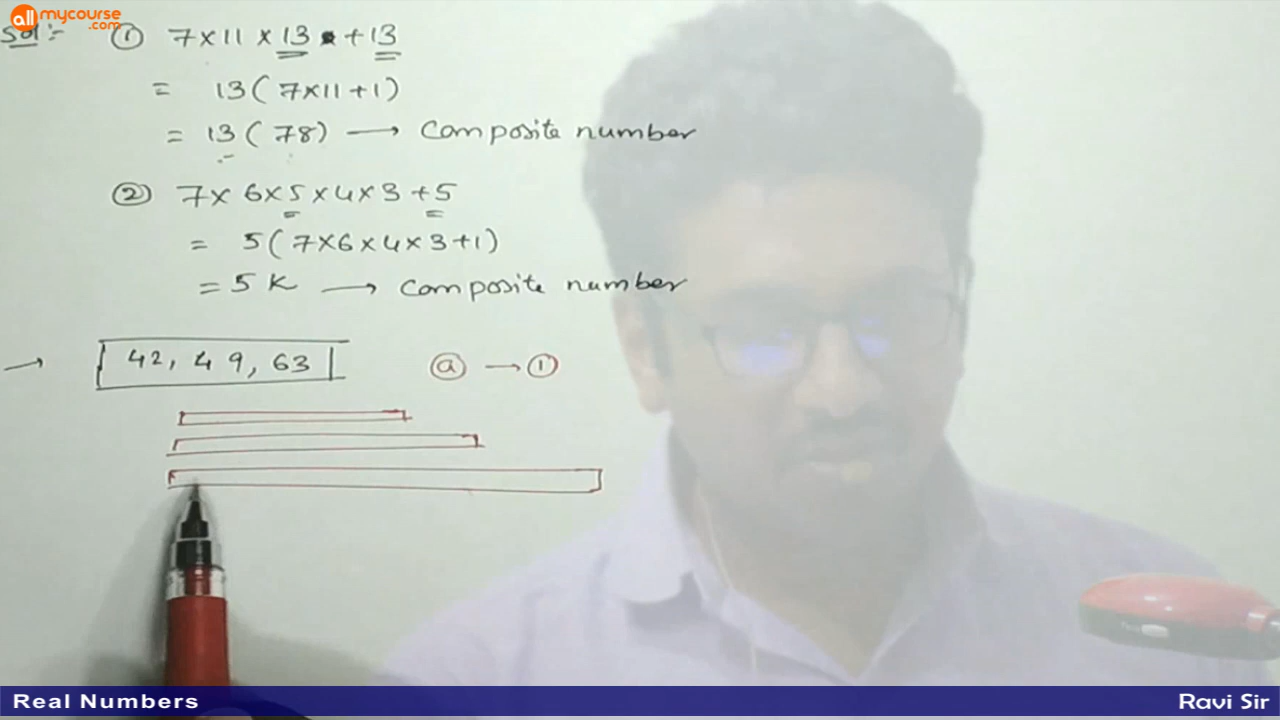 allmycourse.com
Sol :- ① 7×11×13 +13
= 13(7×11+1)
= 13(78) → Composite number
② 7×6×5×4×3+5
= 5(7×6×4×3+1)
= 5K → Composite number
→ 42, 49, 63 ⓐ → ①
Real Numbers
Ravi Sir